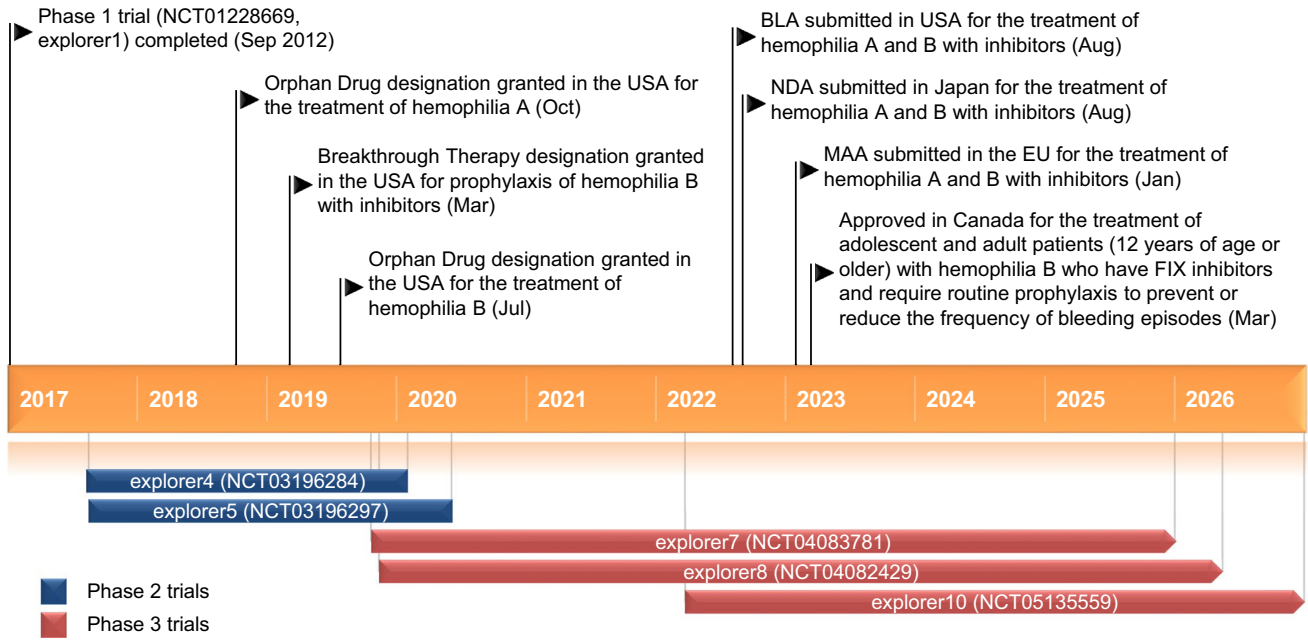 Phase 1 trial (NCT01228669,
explorer1) completed (Sep 2012)
Orphan Drug designation granted in the USA for
the treatment of hemophilia A (Oct)
Breakthrough Therapy designation granted
in the USA for prophylaxis of hemophilia B
with inhibitors (Mar)
Orphan Drug designation granted in
the USA for the treatment of
hemophilia B (Jul)
BLA submitted in USA for the treatment of
hemophilia A and B with inhibitors (Aug)
NDA submitted in Japan for the treatment of
hemophilia A and B with inhibitors (Aug)
MAA submitted in the EU for the treatment of
hemophilia A and B with inhibitors (Jan)
Approved in Canada for the treatment of
adolescent and adult patients (12 years of age or
older) with hemophilia B who have FIX inhibitors
and require routine prophylaxis to prevent or
reduce the frequency of bleeding episodes (Mar)
2017 2018 2019 2020 2021 2022 2023 2024 2025 2026
explorer4 (NCT03196284)
explorer5 (NCT03196297)
explorer7 (NCT04083781)
explorer8 (NCT04082429)
explorer10 (NCT05135559)
Phase 2 trials
Phase 3 trials